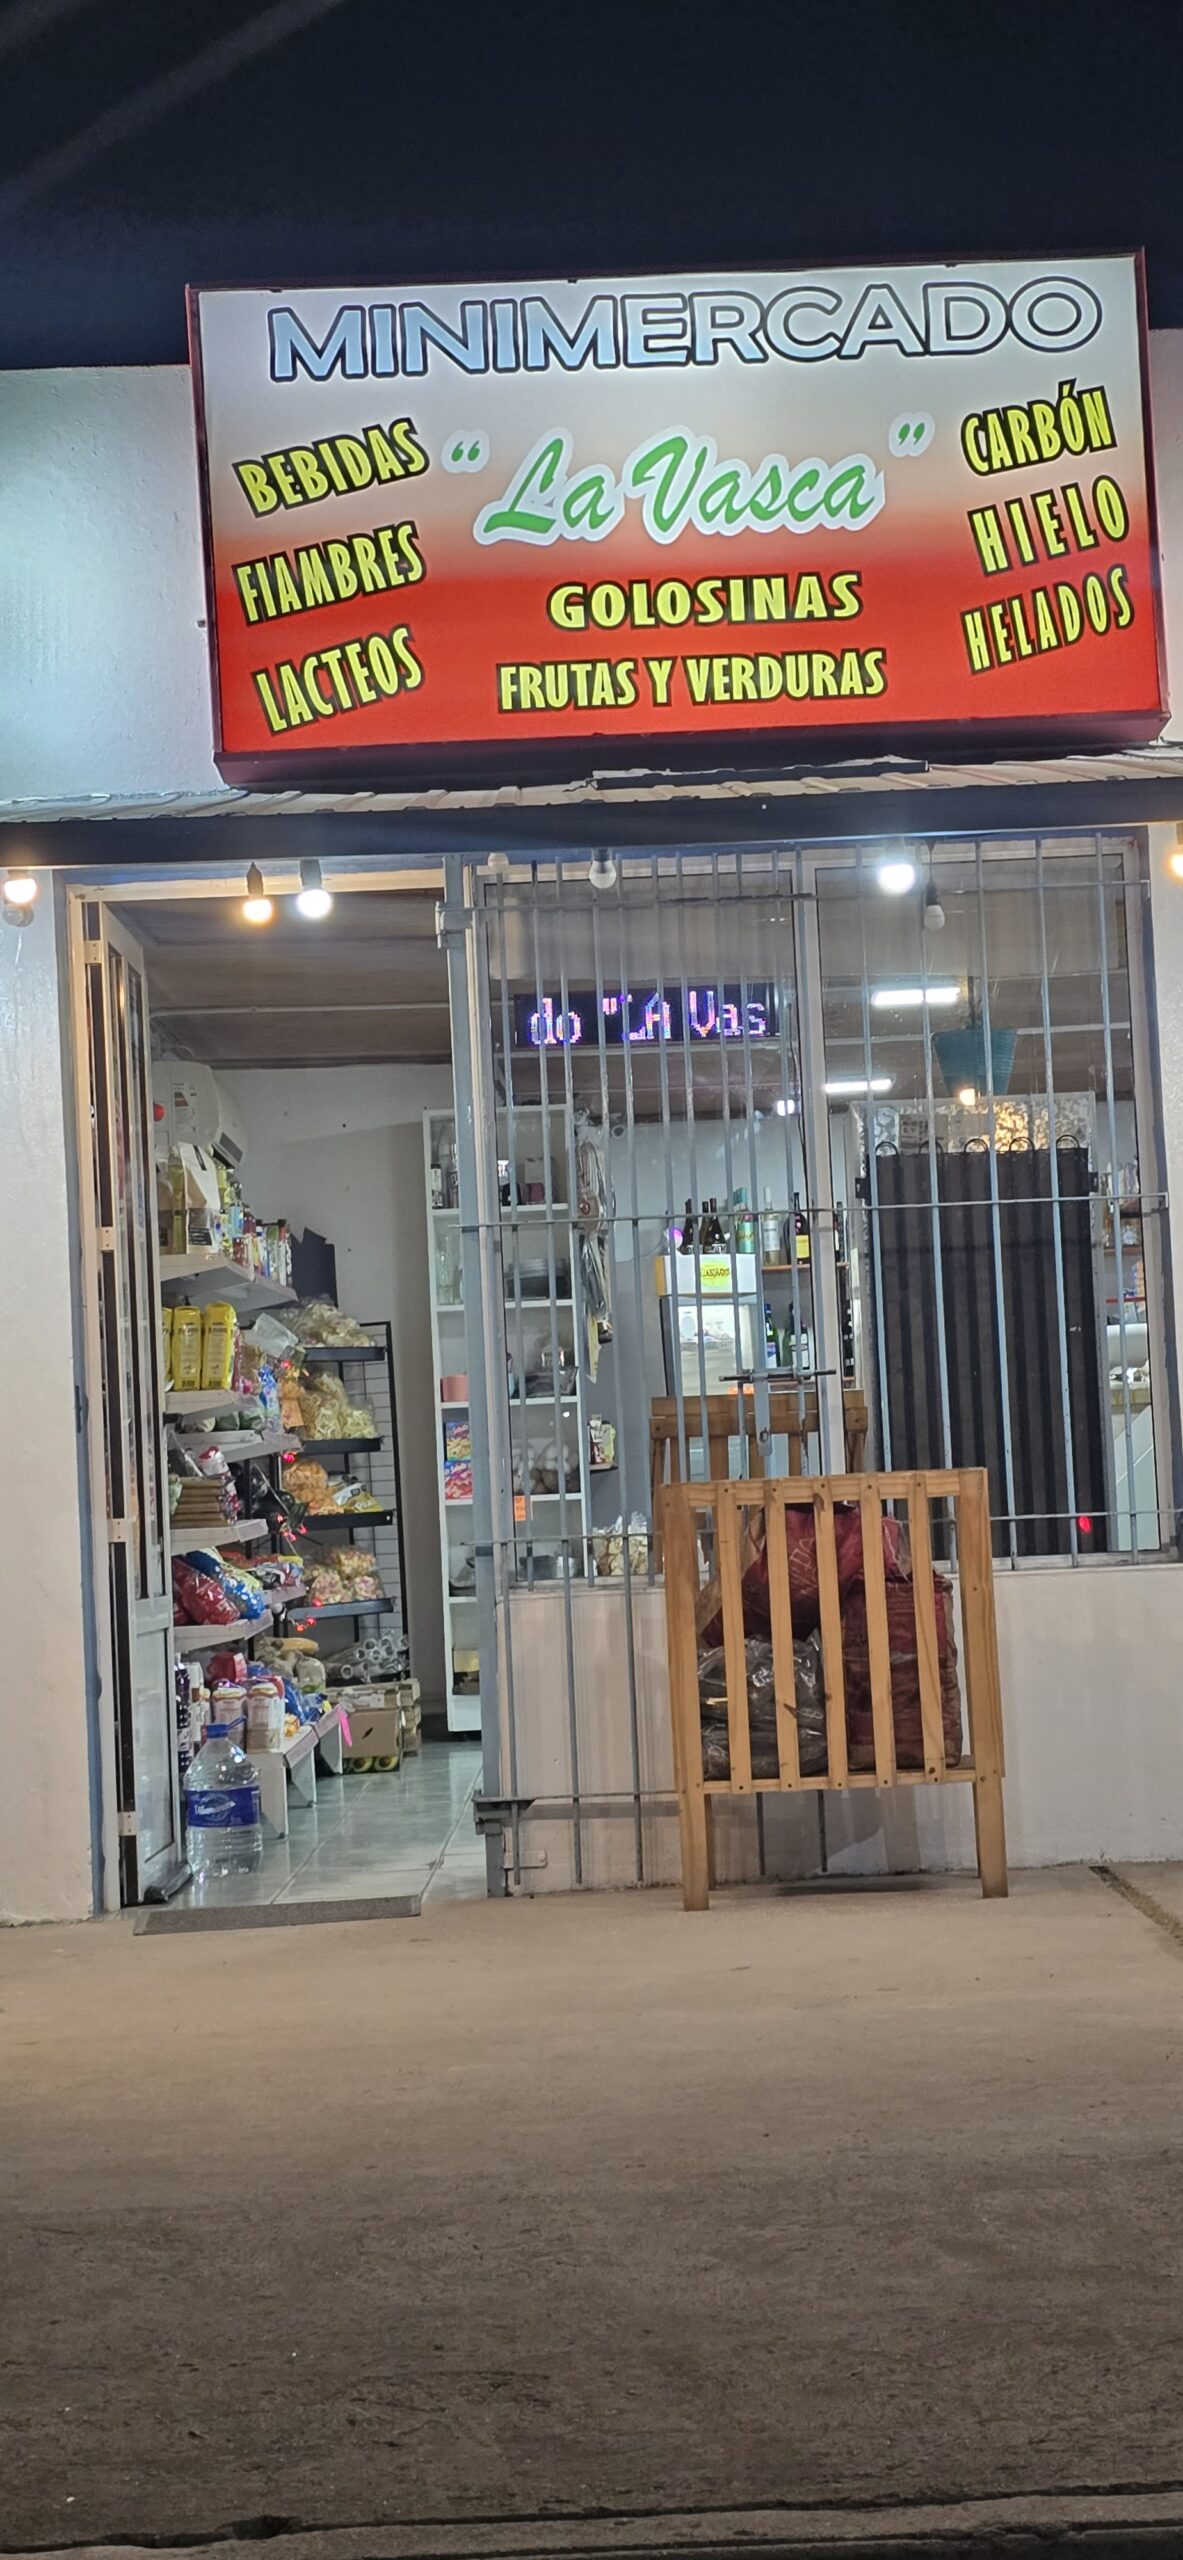 MINIMERCADO
"La Vasca"
BEBIDAS
FIAMBRES
LACTEOS
GOLOSINAS
FRUTAS Y VERDURAS
CARBÓN
HIELO
HELADOS
do "LA Vas